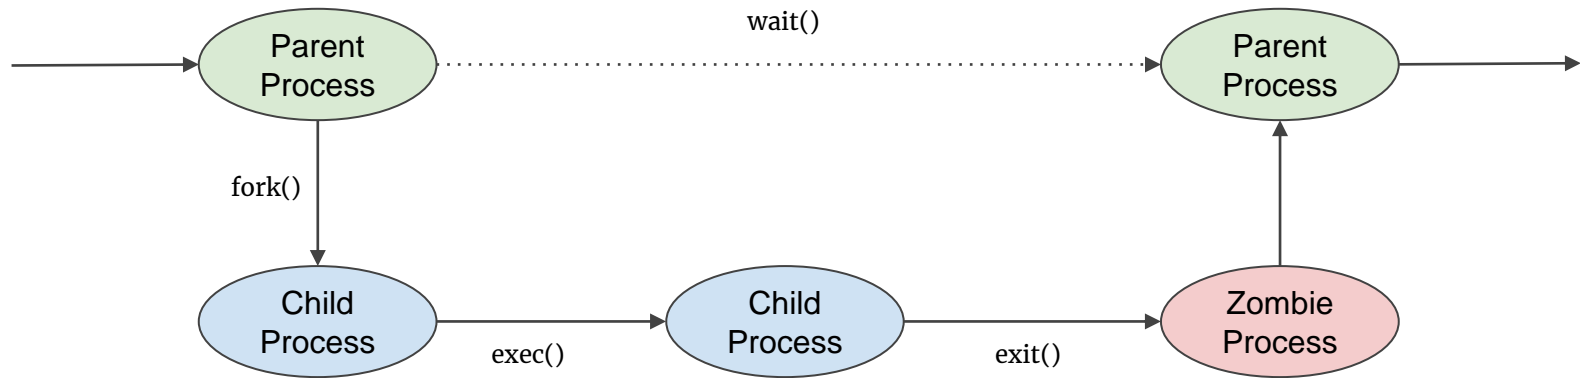 Parent
Process
wait()
Parent
Process
fork()
Child
Process
exec()
Child
Process
exit()
Zombie
Process